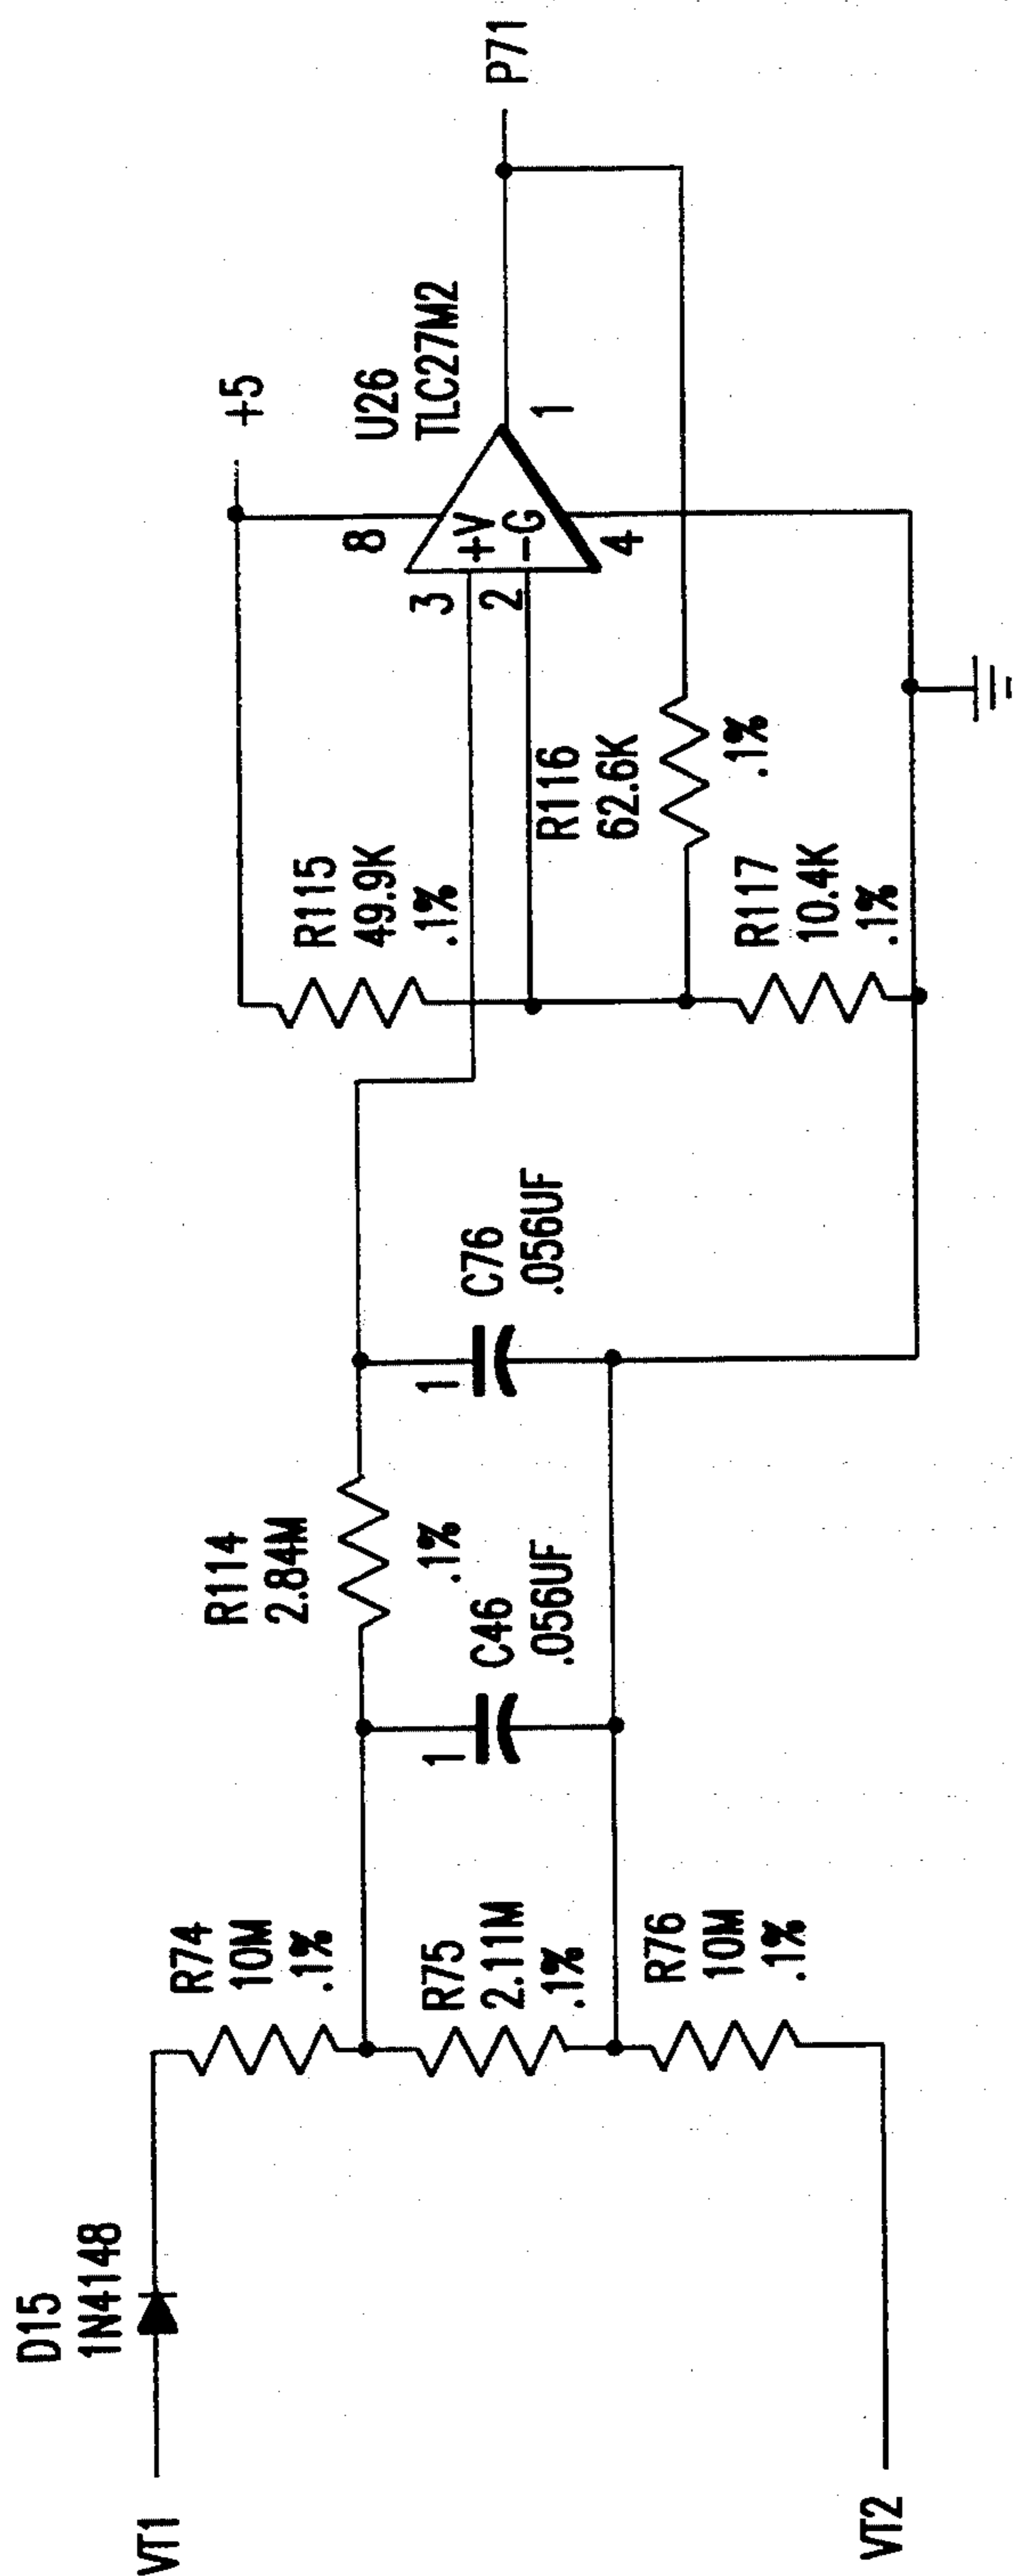 VT1
D15
1N4148
R74
10M
.1%
R75
2.11M
.1%
R76
10M
.1%
VT2
1
C46
.056UF
R114
2.84M
.1%
1
C76
.056UF
R115
49.9K
.1%
R116
62.6K
.1%
R117
10.4K
.1%
3
2
8
+V
-G
4
+5
U26
TLC27M2
1
P71